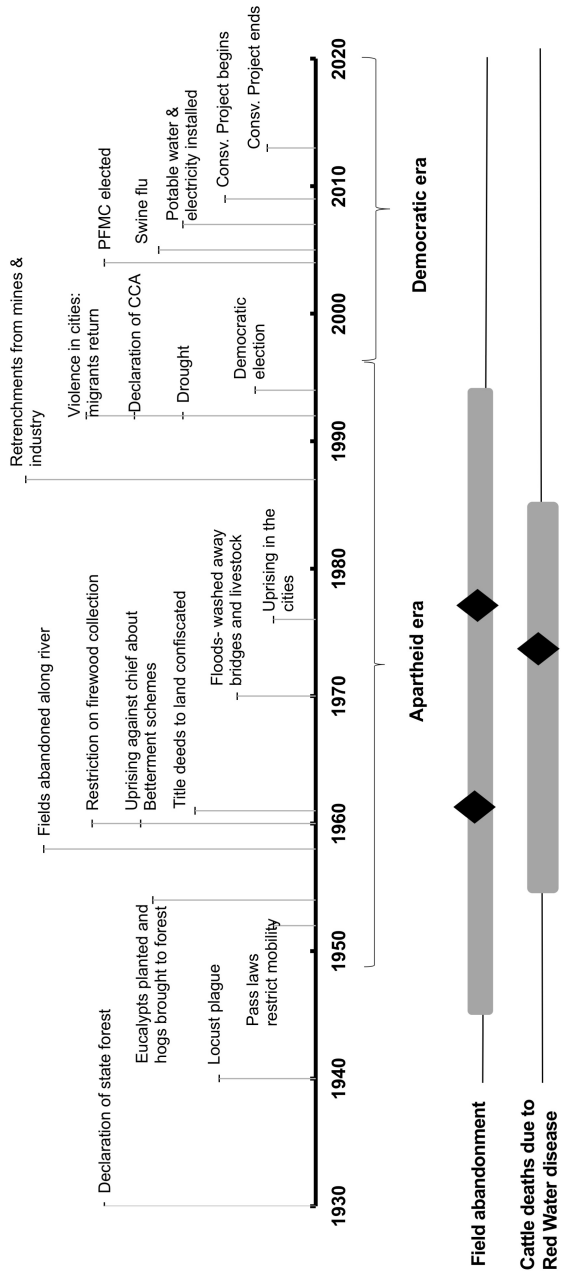 Declaration of state forest
Eucalypts planted and
hogs brought to forest
Locust plague
Pass laws
restrict mobility
Fields abandoned along river
Restriction on firewood collection
Uprising against chief about
Betterment schemes
Title deeds to land confiscated
Floods- washed away
bridges and livestock
Uprising in the
cities
Retrenchments from mines &
industry
Violence in cities:
migrants return
Declaration of CCA
Drought
Democratic
election
PFMC elected
Swine flu
Potable water &
electricity installed
Consv. Project begins
Consv. Project ends
1930 1940 1950 1960 1970 1980 1990 2000 2010 2020
Apartheid era
Democratic era
Field abandonment
Cattle deaths due to
Red Water disease